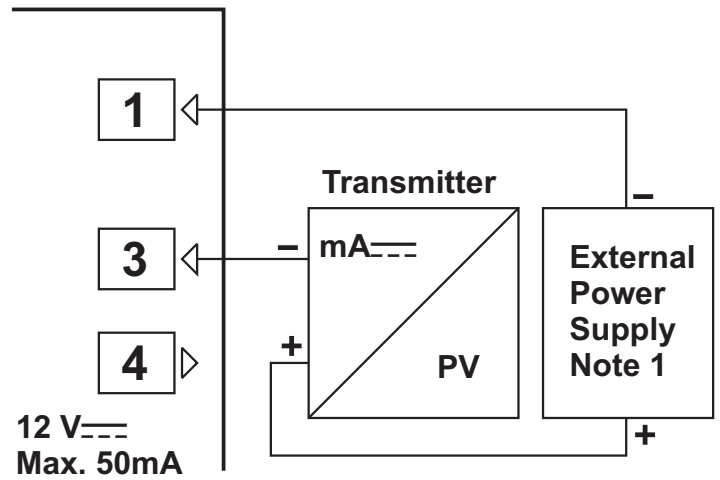 1
Transmitter
–
3
–
mA
External
Power
Supply
Note 1
+
4
PV
+
12 V
Max. 50mA